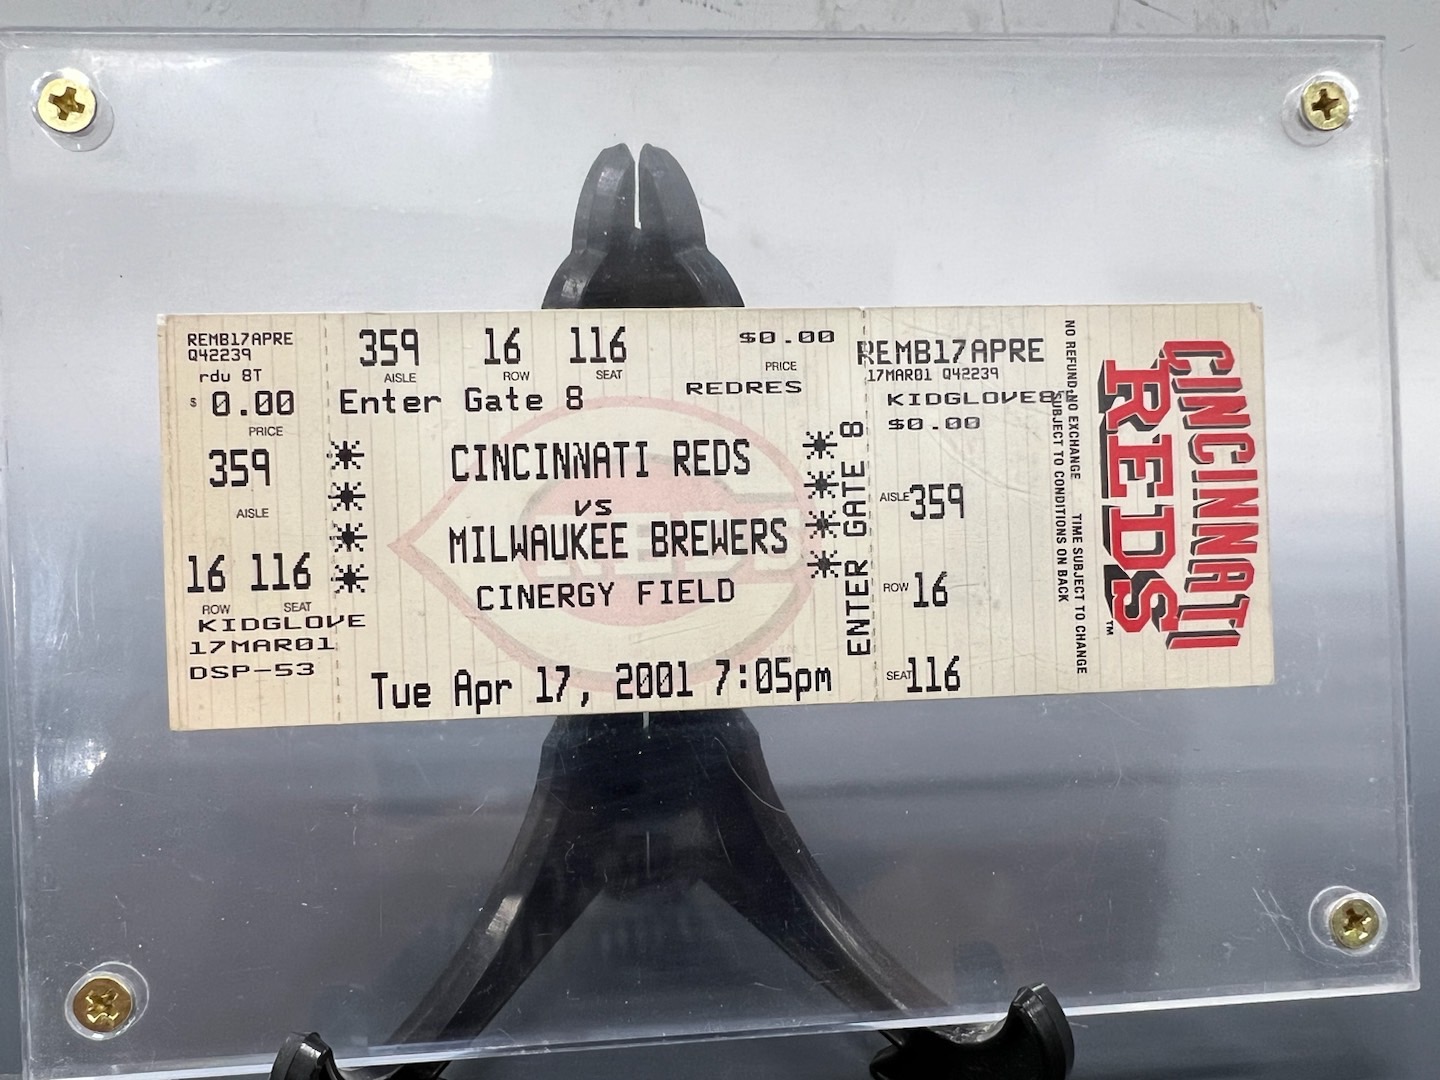 REMB17APRE
Q42239
rdu 8T
$ 0.00
PRICE
359
AISLE
16 116
ROW SEAT
KIDGLOVE
17MAR01
DSP-53
359 16 116
AISLE ROW SEAT
$0.00
PRICE
Enter Gate 8
REDRES
CINCINNATI REDS
vs
MILWAUKEE BREWERS
CINERGY FIELD
Tue Apr 17, 2001 7:05pm
REDS
ENTER GATE 8
REMB17APRE
17MAR01 Q42239
KIDGLOVE8
$0.00
AISLE 359
ROW 16
SEAT 116
NO REFUND, NO EXCHANGE TIME SUBJECT TO CHANGE
SUBJECT TO CONDITIONS ON BACK
CINCINNATI
REDS™